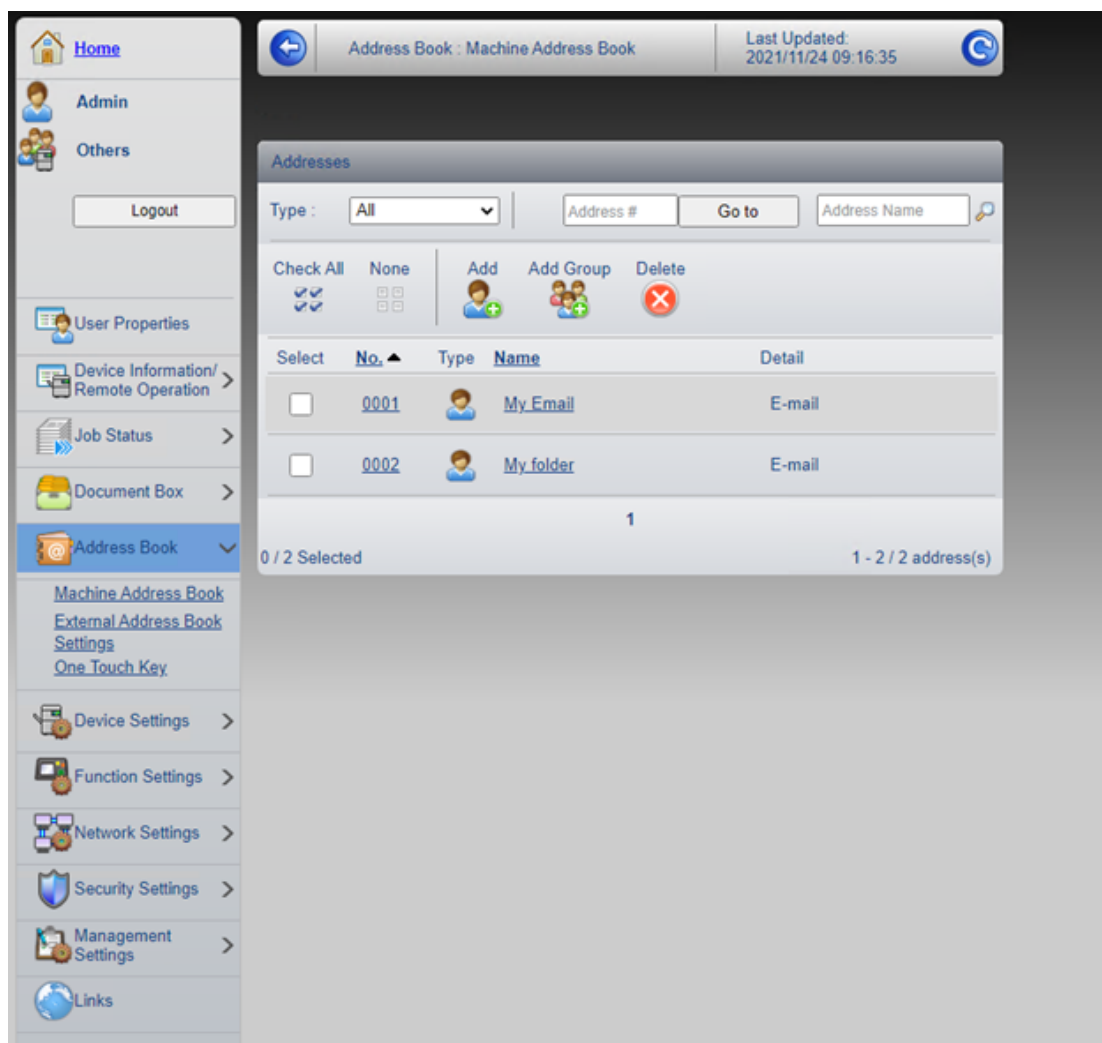 Home
Admin
Others
Logout
User Properties
Device Information/
Remote Operation
Job Status
Document Box
Address Book
Machine Address Book
External Address Book
Settings
One Touch Key
Device Settings
Function Settings
Network Settings
Security Settings
Management
Settings
Links
Address Book : Machine Address Book
Last Updated:
2021/11/24 09:16:35
Addresses
Type : All Address # Go to Address Name
Check All None Add Add Group Delete
Select No. Type Name Detail
0001 My Email E-mail
0002 My folder E-mail
1
0 / 2 Selected 1 - 2 / 2 address(s)